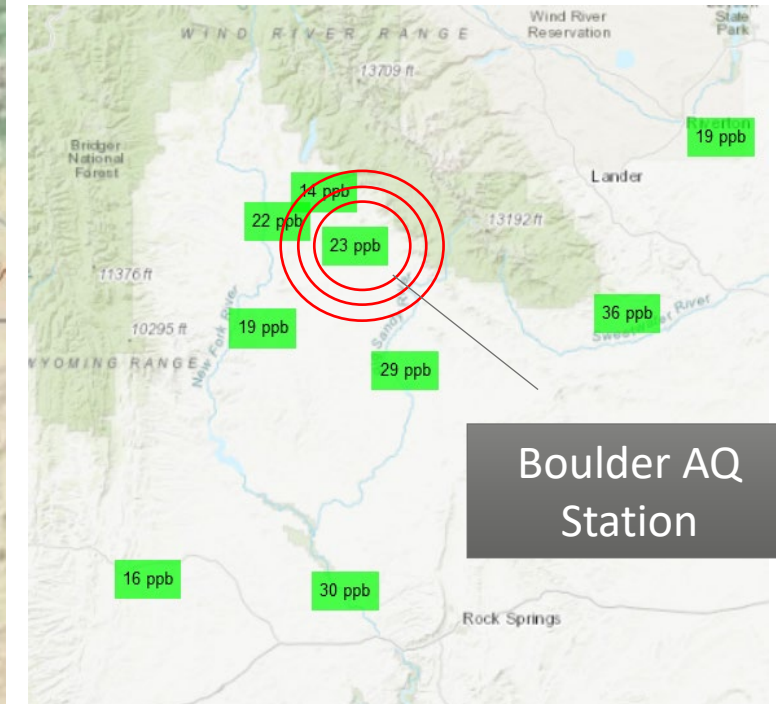 Wind River
Reservation
State
Park
WIND RIVER RANGE
13709 ft
Riverton
19 ppb
Bridger
National
Forest
Lander
14 ppb
22 ppb
13192 ft
23 ppb
11376 ft
36 ppb
Sweetwater River
10295 ft
19 ppb
New Fork River
Sandy River
WYOMING RANGE
29 ppb
Boulder AQ
Station
16 ppb
30 ppb
Rock Springs